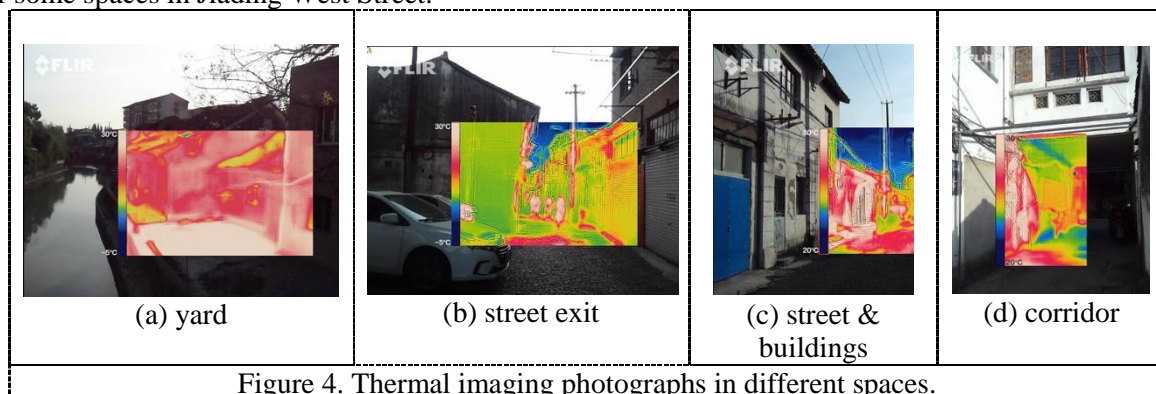 some spaces in Jiading West Street.
FLIR
30°C
-5°C
FLIR
30°C
-5°C
FLIR
30°C
20°C
FLIR
30°C
20°C
(a) yard
(b) street exit
(c) street &
buildings
(d) corridor
Figure 4. Thermal imaging photographs in different spaces.